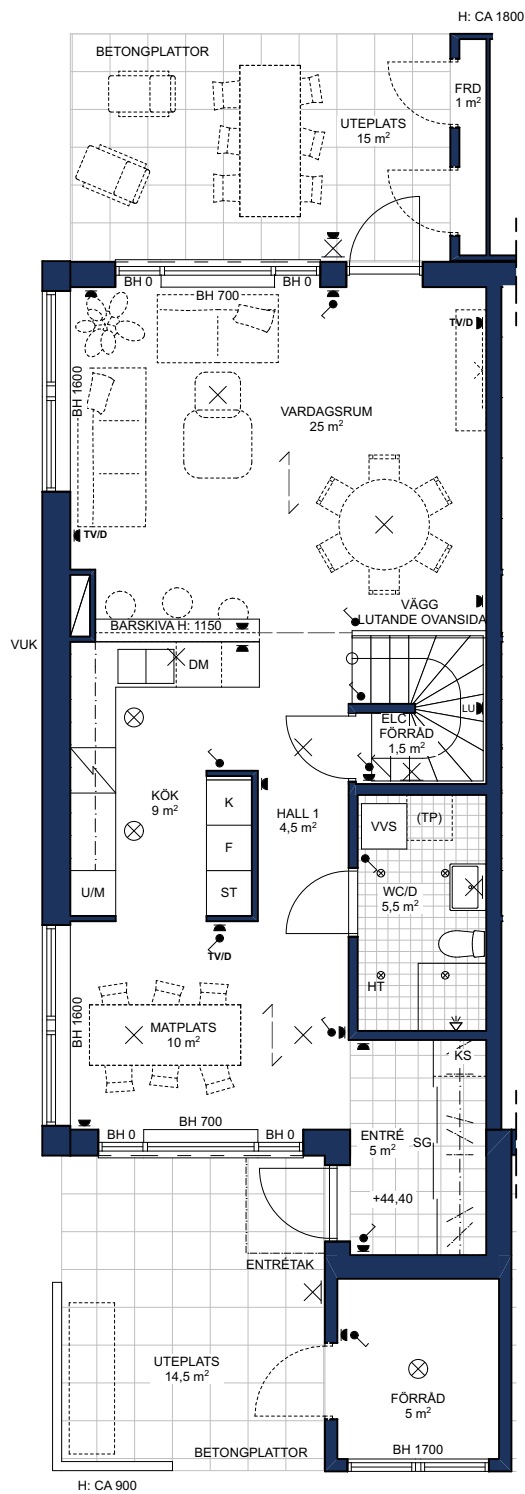 H: CA 1800
BETONGPLATTOR
FRD
1 m²
UTEPLATS
15 m²
BH 0
BH 0
BH 700
TV/D
BH 1600
VARDAGSRUM
25 m²
TV/D
VÄGG
LUTANDE OVANSIDA
BARSKIVA H: 1150
VUK
DM
LU
ELC
FÖRRÅD
1,5 m²
KÖK
9 m²
K
HALL 1
4,5 m²
VVS
(TP)
F
U/M
ST
WC/D
5,5 m²
TV/D
HT
BH 1600
MATPLATS
10 m²
KS
BH 700
BH 0
BH 0
ENTRÉ
5 m²
SG
+44,40
ENTRÉTAK
UTEPLATS
14,5 m²
FÖRRÅD
5 m²
BETONGPLATTOR
BH 1700
H: CA 900